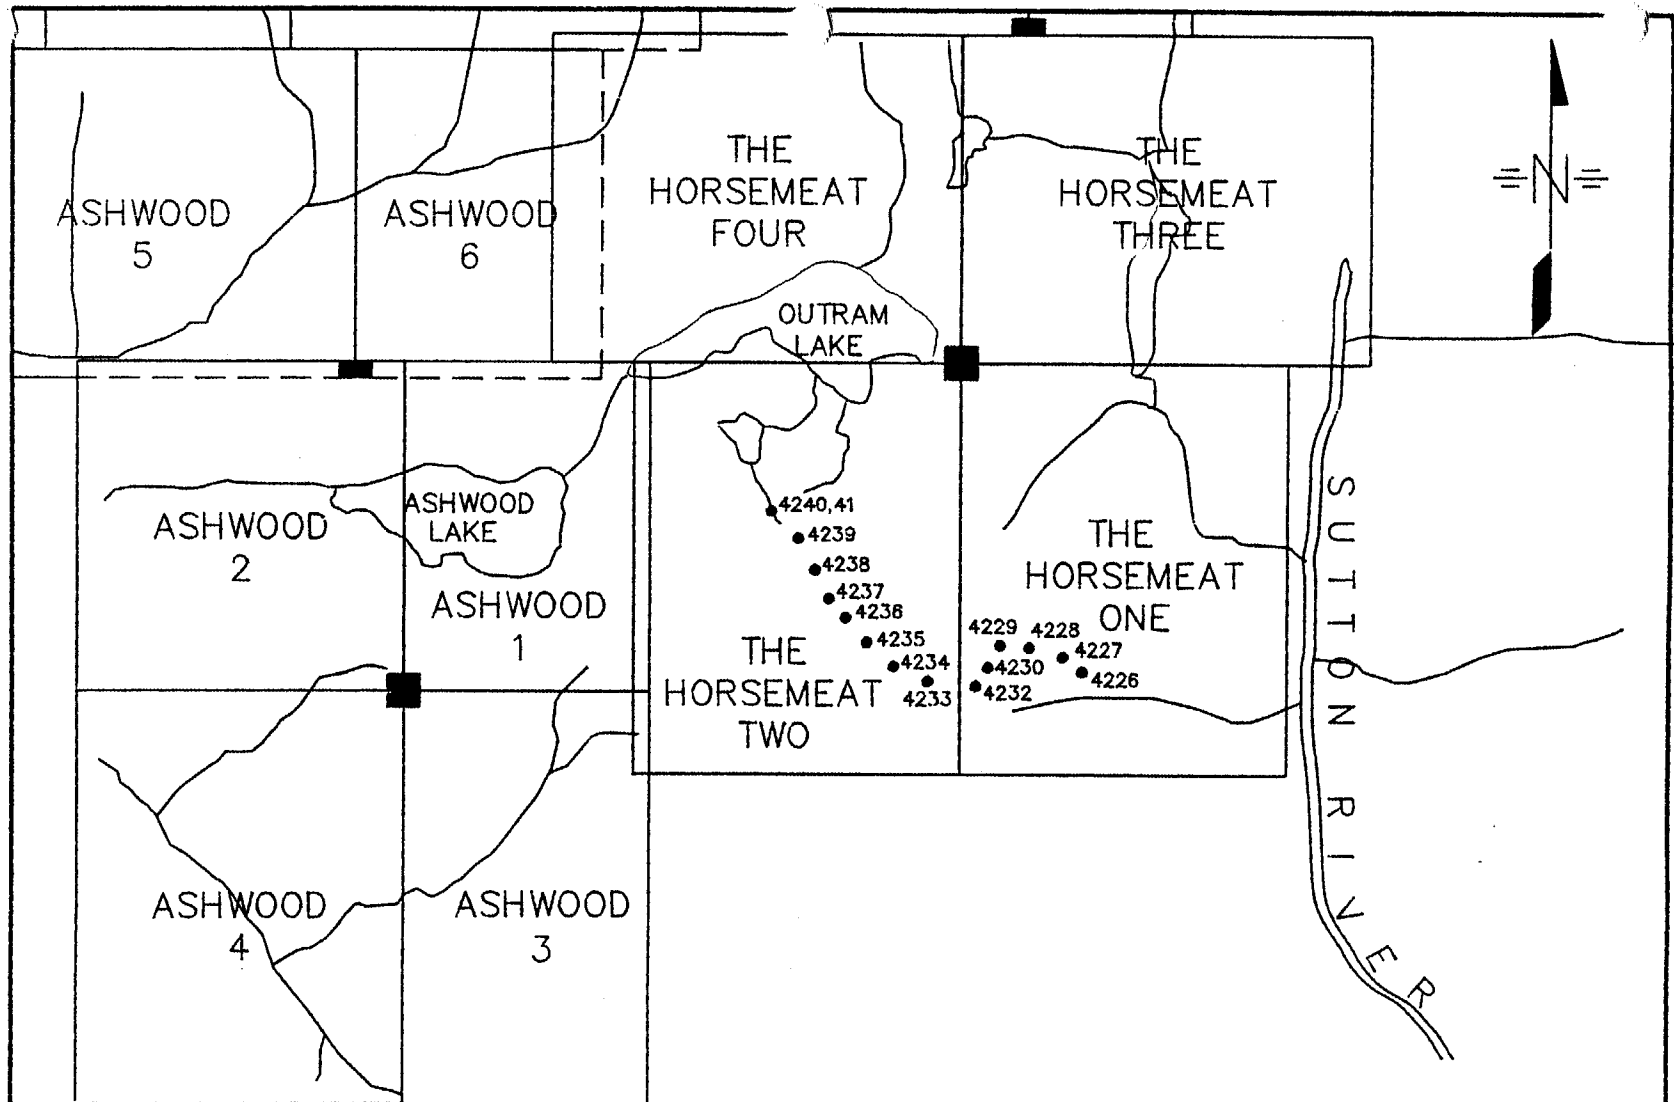 THE
HORSEMEAT
FOUR
THE
HORSEMEAT
THREE
N
ASHWOOD
5
ASHWOOD
6
OUTRAM
LAKE
ASHWOOD
LAKE
ASHWOOD
2
ASHWOOD
1
4240,41
4239
4238
4237
4236
4235
4234
4233
THE
HORSEMEAT
TWO
THE
HORSEMEAT
ONE
4229
4228
4227
4230
4226
4232
SUTTON RIVER
ASHWOOD
4
ASHWOOD
3